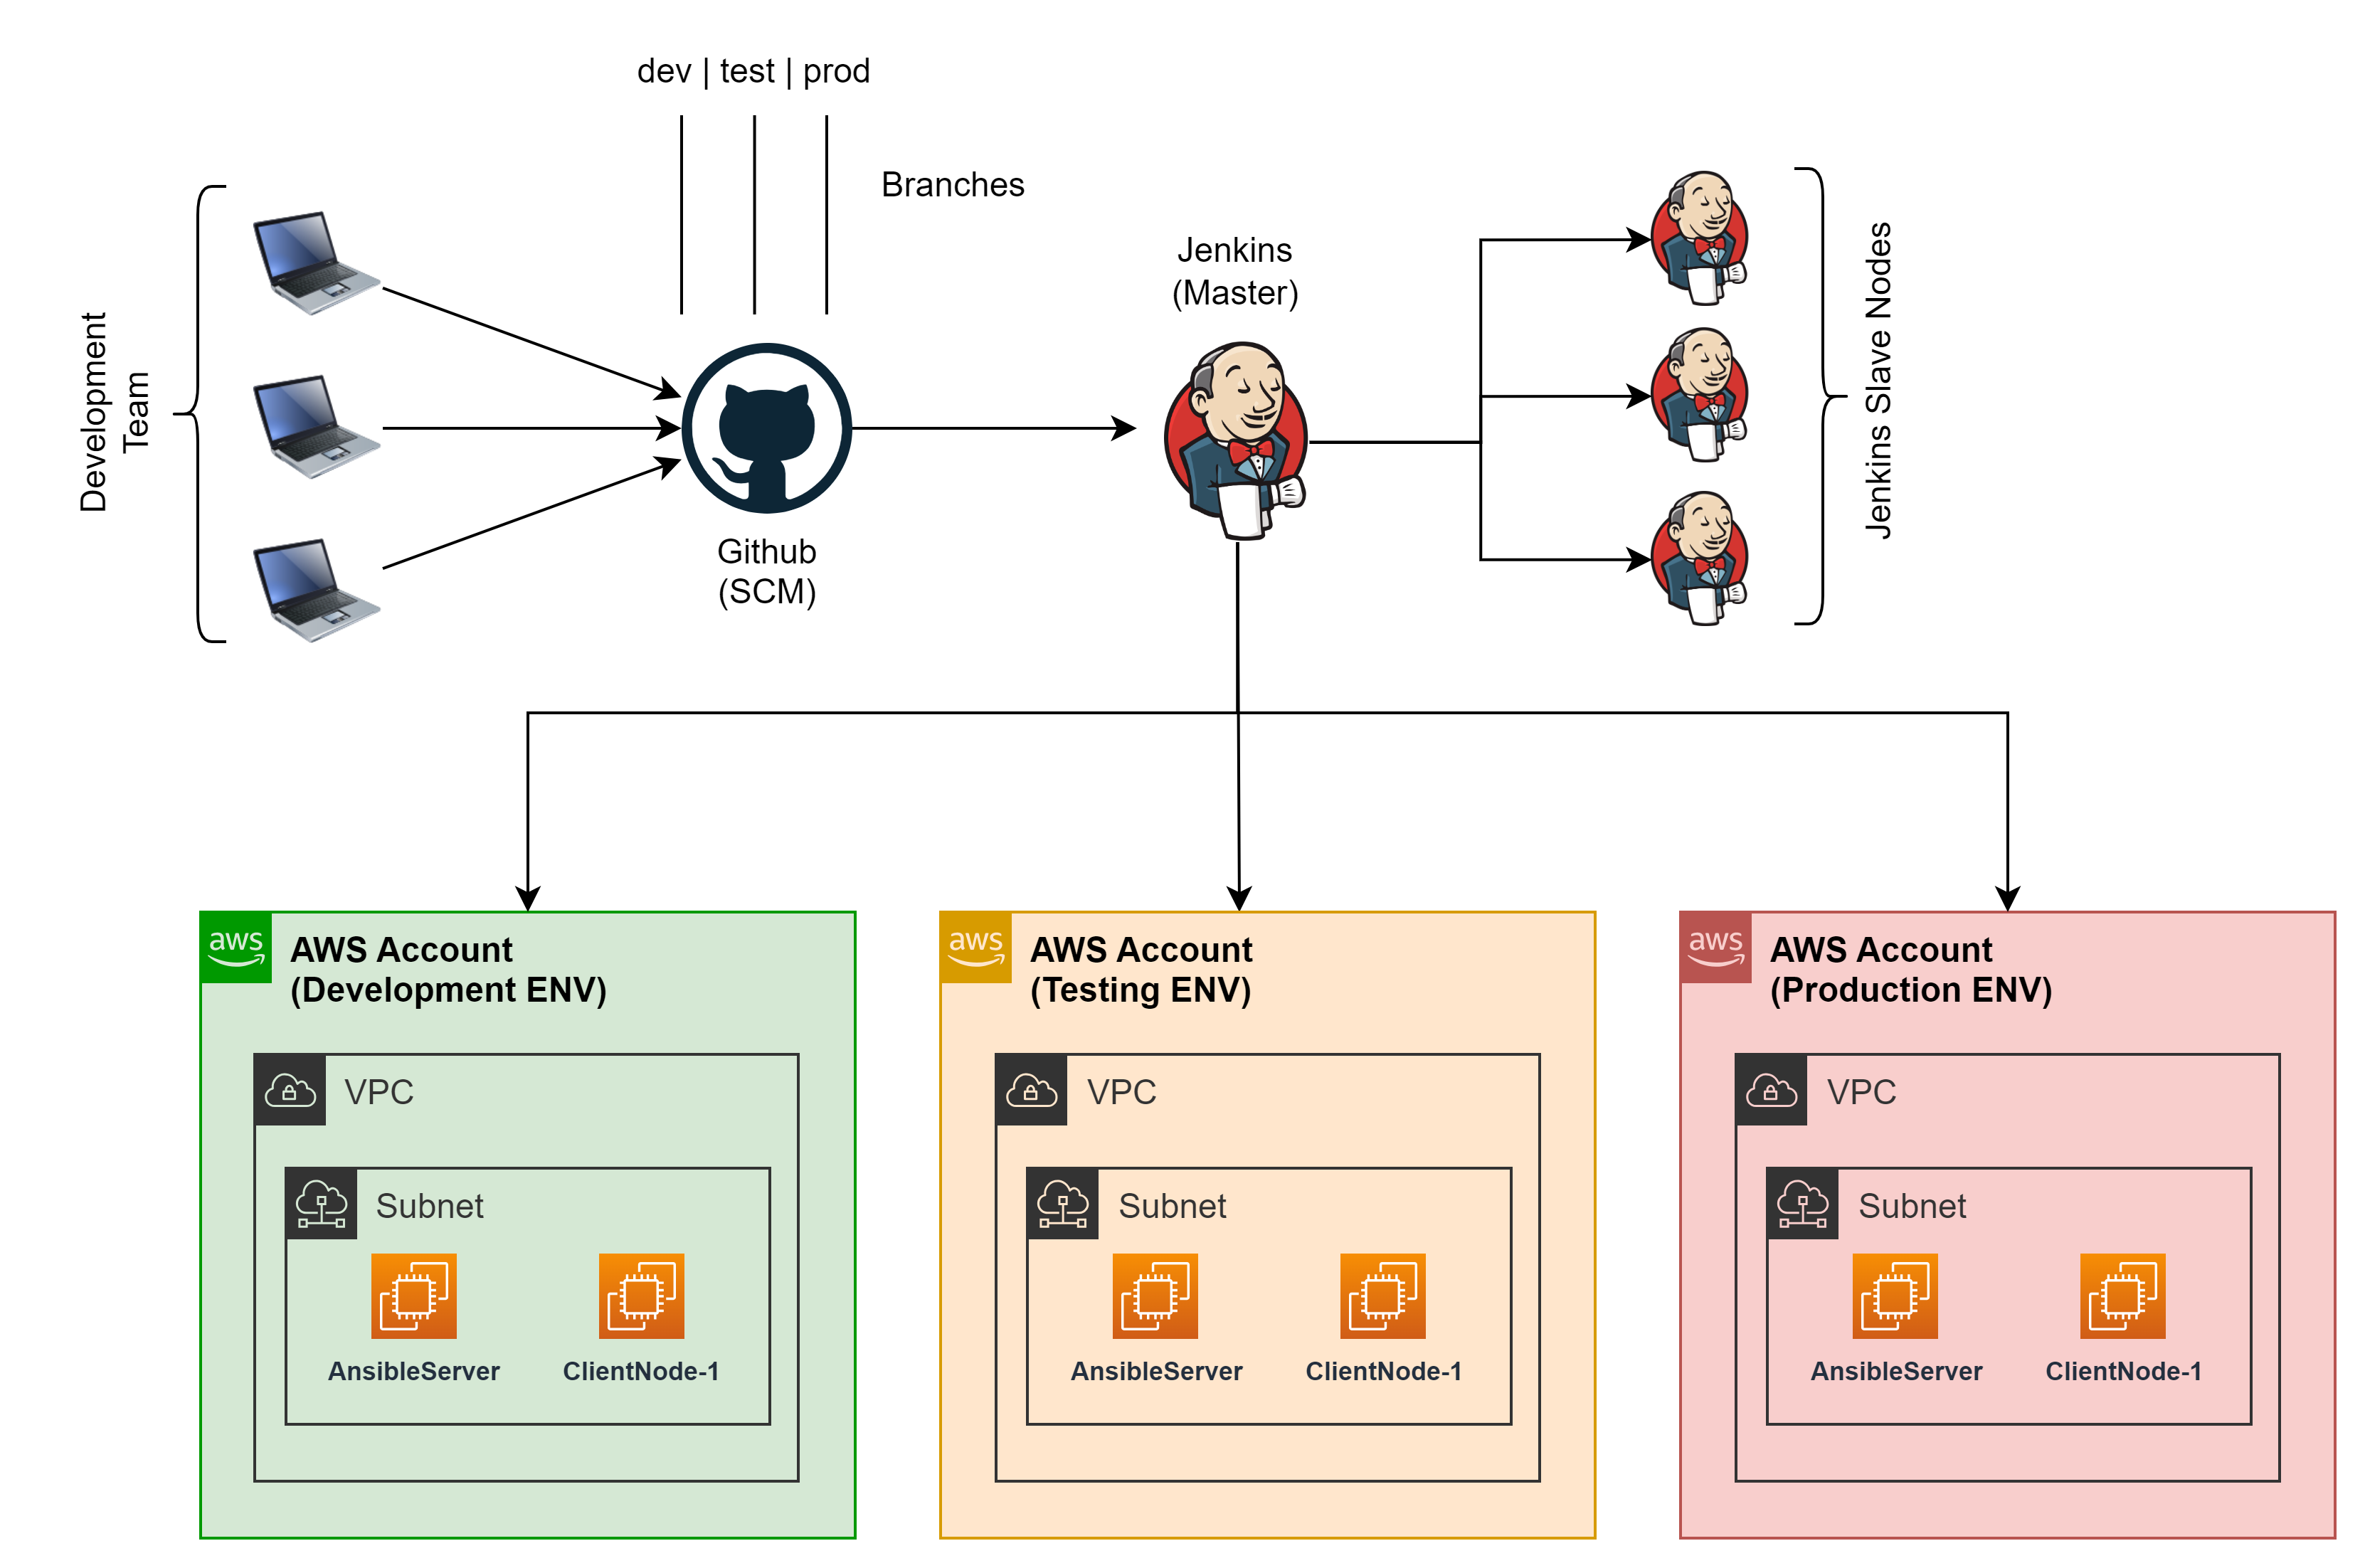 dev | test | prod
Branches
Development
Team
Github
(SCM)
Jenkins
(Master)
Jenkins Slave Nodes
aws
AWS Account
(Development ENV)
VPC
Subnet
AnsibleServer
ClientNode-1
aws
AWS Account
(Testing ENV)
VPC
Subnet
AnsibleServer
ClientNode-1
aws
AWS Account
(Production ENV)
VPC
Subnet
AnsibleServer
ClientNode-1